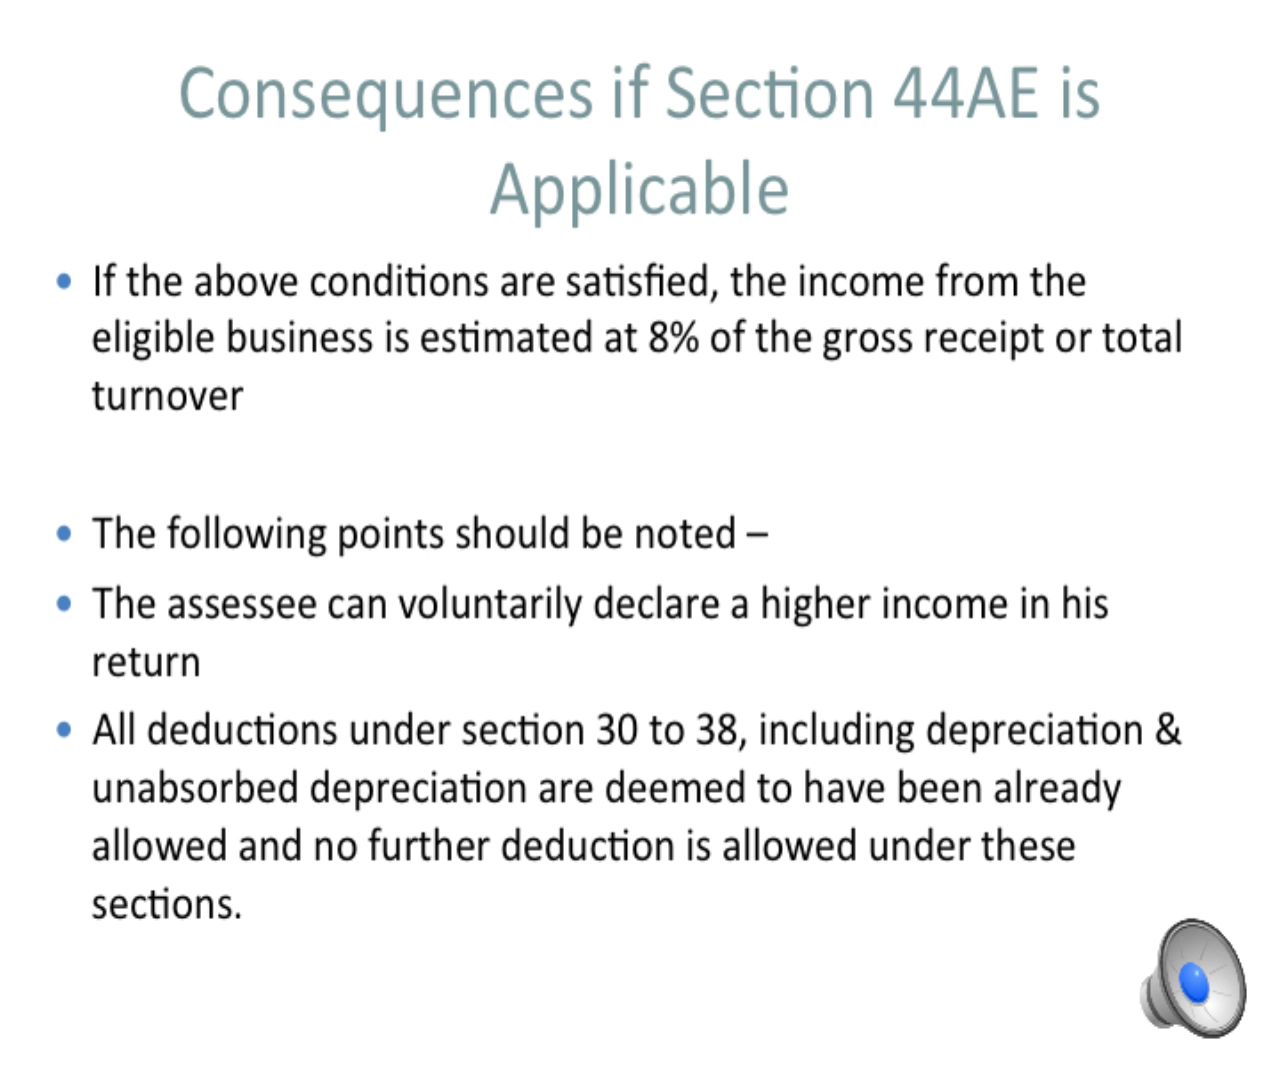 Consequences if Section 44AE is
Applicable
• If the above conditions are satisfied, the income from the
eligible business is estimated at 8% of the gross receipt or total
turnover
• The following points should be noted –
• The assessee can voluntarily declare a higher income in his
return
• All deductions under section 30 to 38, including depreciation &
unabsorbed depreciation are deemed to have been already
allowed and no further deduction is allowed under these
sections.